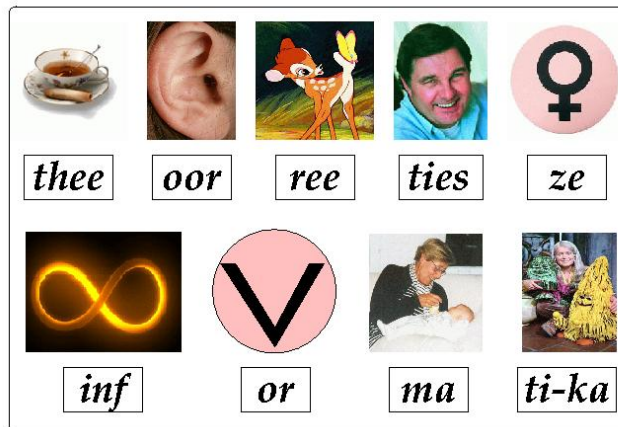 thee oor ree ties ze
inf or ma ti-ka